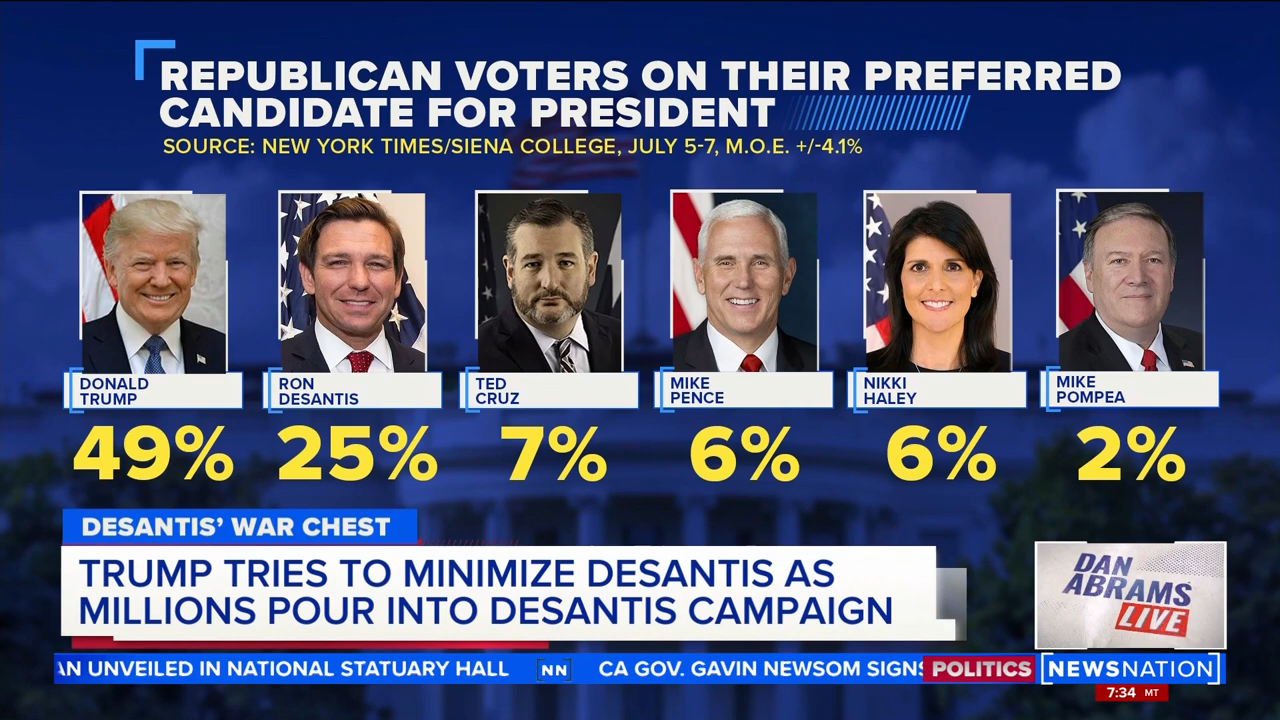 REPUBLICAN VOTERS ON THEIR PREFERRED
CANDIDATE FOR PRESIDENT
SOURCE: NEW YORK TIMES/SIENA COLLEGE, JULY 5-7, M.O.E. +/-4.1%
DONALD
TRUMP
49%
RON
DESANTIS
25%
TED
CRUZ
7%
MIKE
PENCE
6%
NIKKI
HALEY
6%
MIKE
POMPEA
2%
DESANTIS' WAR CHEST
TRUMP TRIES TO MINIMIZE DESANTIS AS
MILLIONS POUR INTO DESANTIS CAMPAIGN
DAN
ABRAMS
LIVE
AN UNVEILED IN NATIONAL STATUARY HALL NN CA GOV. GAVIN NEWSOM SIGNS POLITICS NEWSNATION
7:34 MT